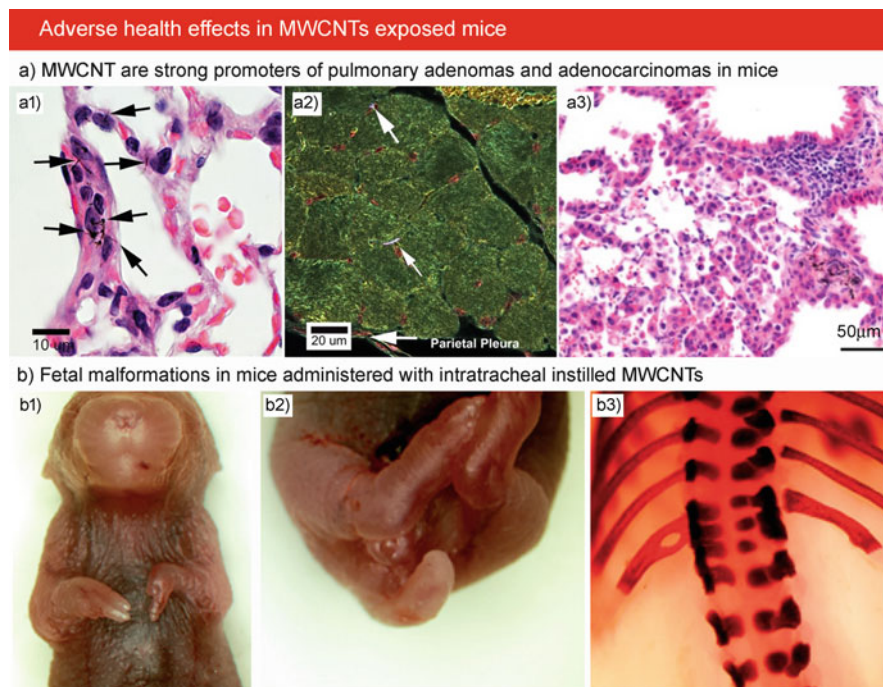 Adverse health effects in MWCNTs exposed mice
a) MWCNT are strong promoters of pulmonary adenomas and adenocarcinomas in mice
a1)
a2)
a3)
10 um
20 um
Parietal Pleura
50μm
b) Fetal malformations in mice administered with intratracheal instilled MWCNTs
b1)
b2)
b3)